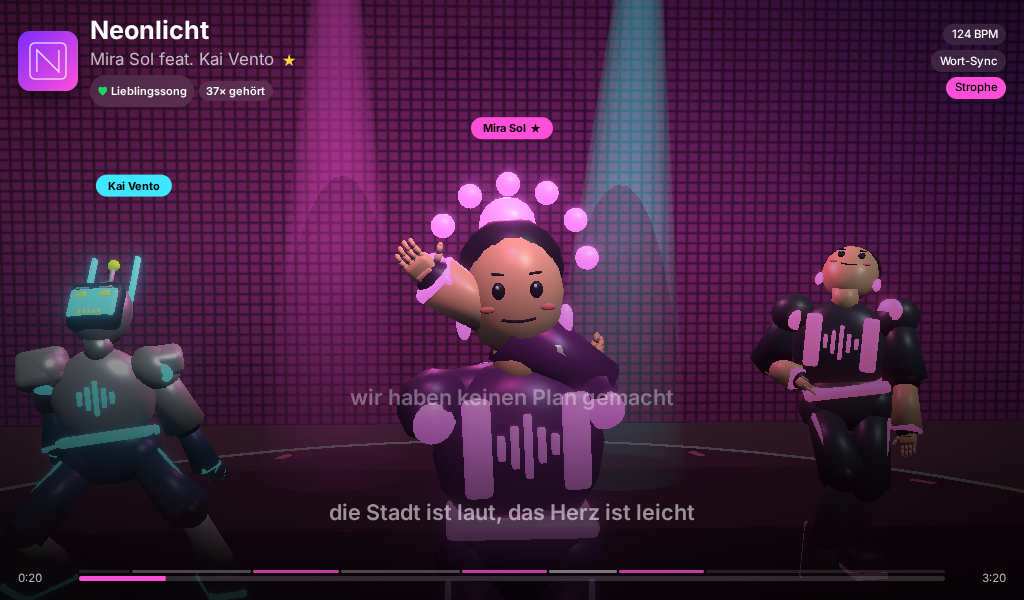 Neonlicht
Mira Sol feat. Kai Vento ★
Lieblingssong
37× gehört
124 BPM
Wort-Sync
Strophe
Mira Sol ★
Kai Vento
wir haben keinen Plan gemacht
die Stadt ist laut, das Herz ist leicht
0:20
3:20